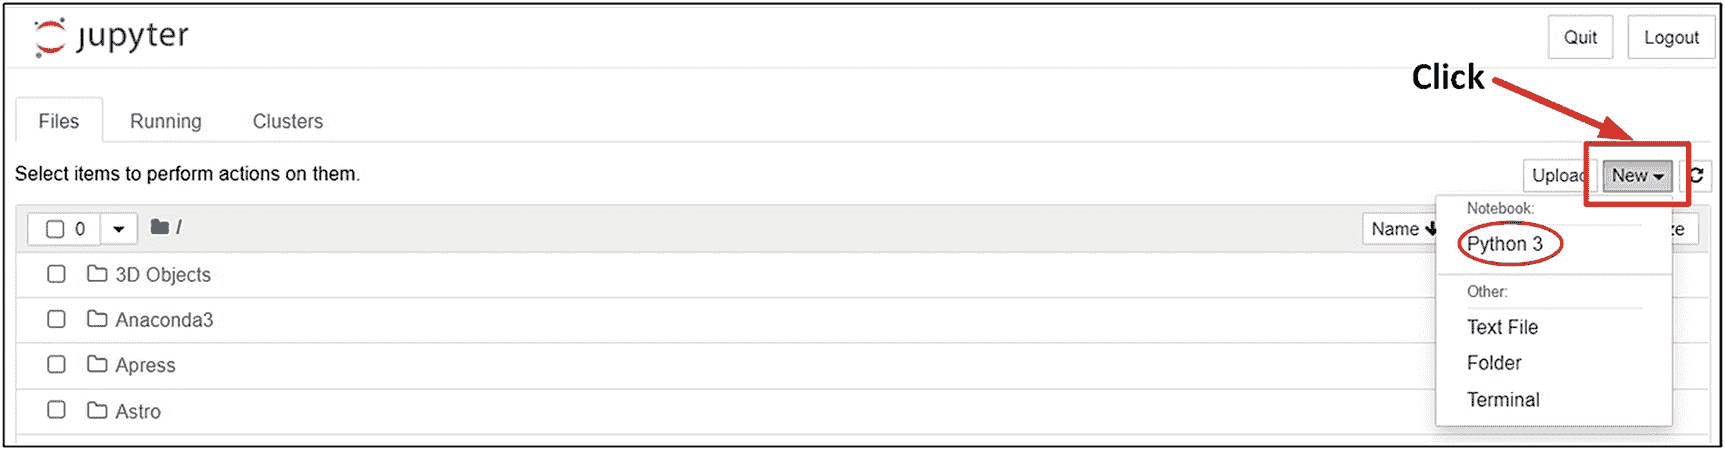 jupyter
Quit
Logout
Click
Files
Running
Clusters
Select items to perform actions on them.
Upload
New
0
/
Name
ze
Notebook:
Python 3
Other:
Text File
Folder
Terminal
3D Objects
Anaconda3
Apress
Astro